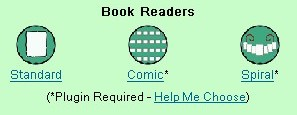 Book Readers
Standard Comic* Spiral*
(*Plugin Required - Help Me Choose)